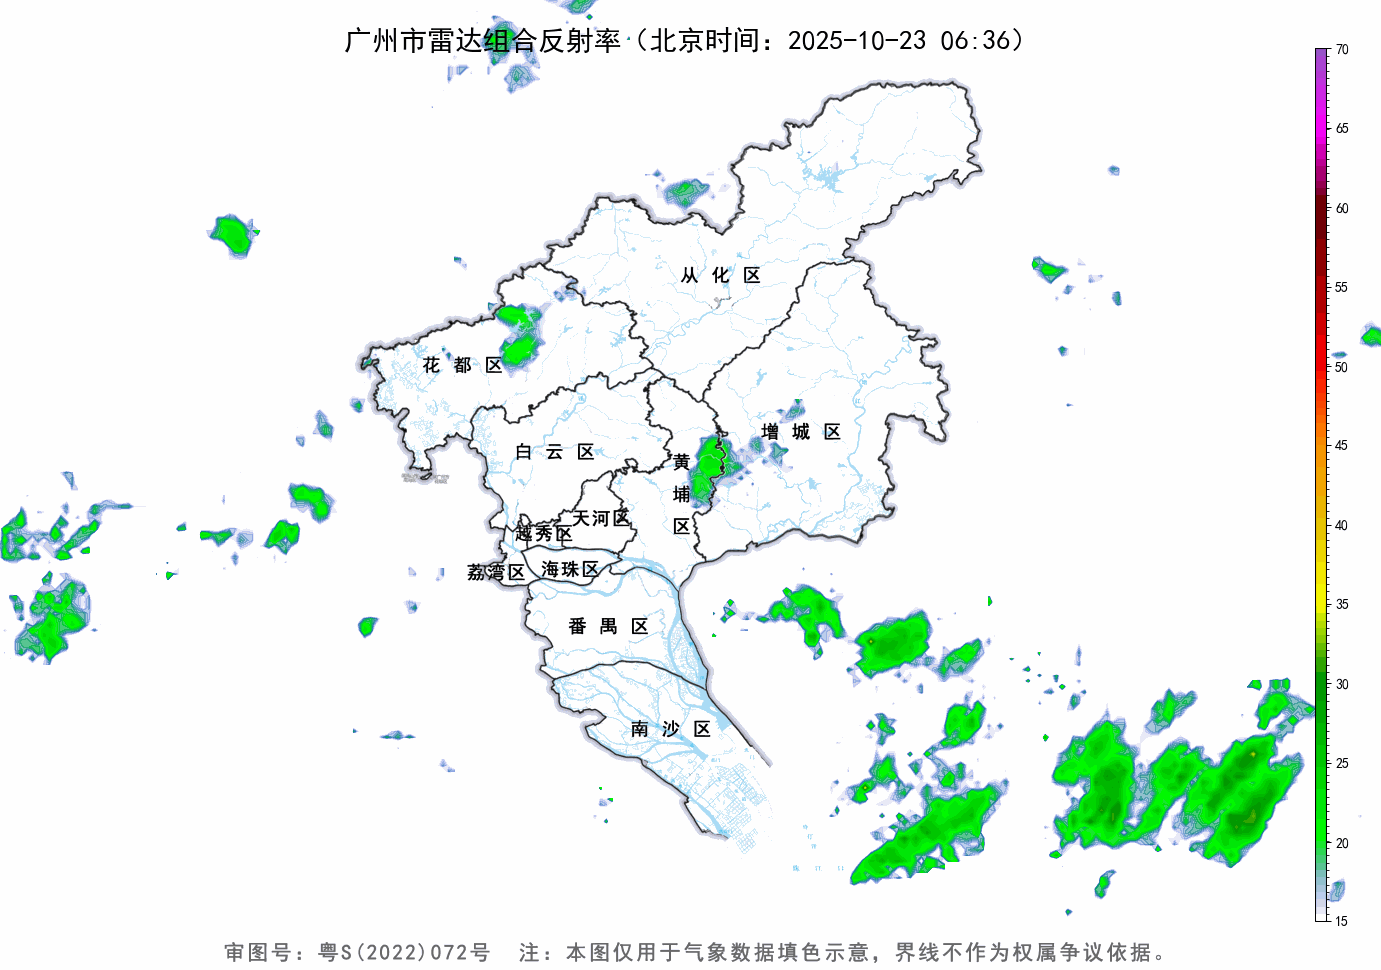 广州市雷达组合反射率（北京时间：2025-10-23 06:36）
70
65
60
55
50
45
40
35
30
25
20
15
从化区
花都区
增城区
白云区
黄埔区
天河区
越秀区
荔湾区
海珠区
番禺区
南沙区
审图号：粤S(2022)072号 注：本图仅用于气象数据填色示意，界线不作为权属争议依据。